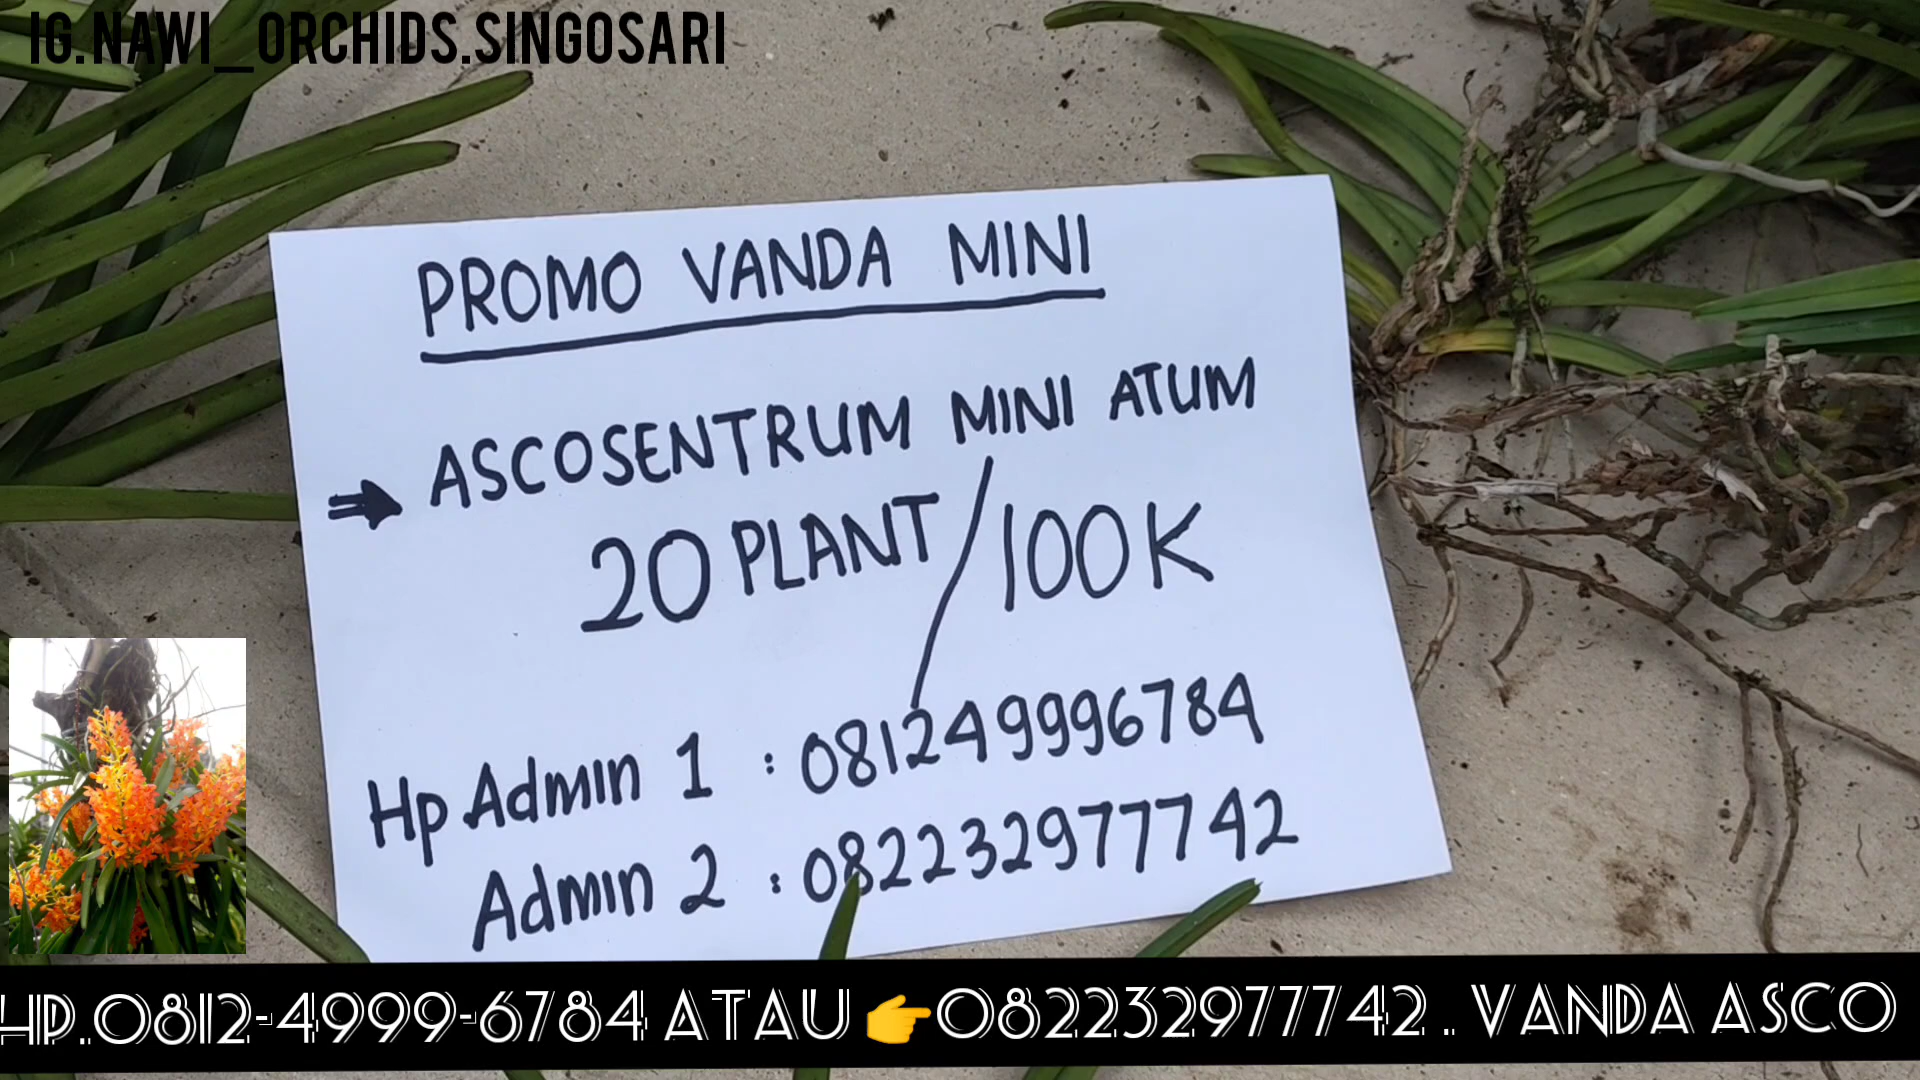 IG.NAWI_ORCHIDS.SINGOSARI
PROMO VANDA MINI
ASCOSENTRUM MINI ATUM
20 PLANT/100K
Hp Admin 1 : 081249996784
Admin 2 : 082232977742
HP.0812-4999-6784 ATAU 👉082232977742. VANDA ASCO